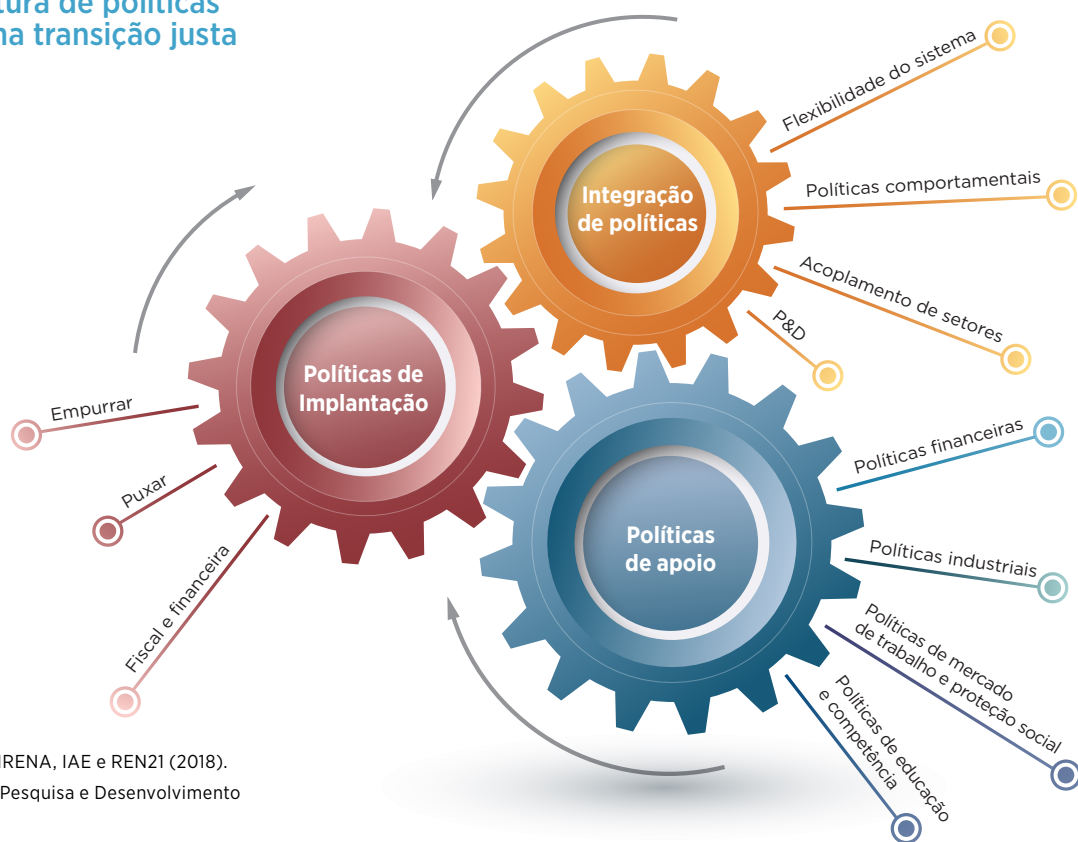 tura de políticas
na transição justa
Flexibilidade do sistema
Integração
de políticas
Políticas comportamentais
Acoplamento de setores
P&D
Políticas de
Implantação
Empurrar
Puxar
Fiscal e financeira
Políticas
de apoio
Políticas financeiras
Políticas industriais
Políticas de mercado
de trabalho e proteção social
Políticas de educação
e competência
IRENA, IAE e REN21 (2018).
Pesquisa e Desenvolvimento